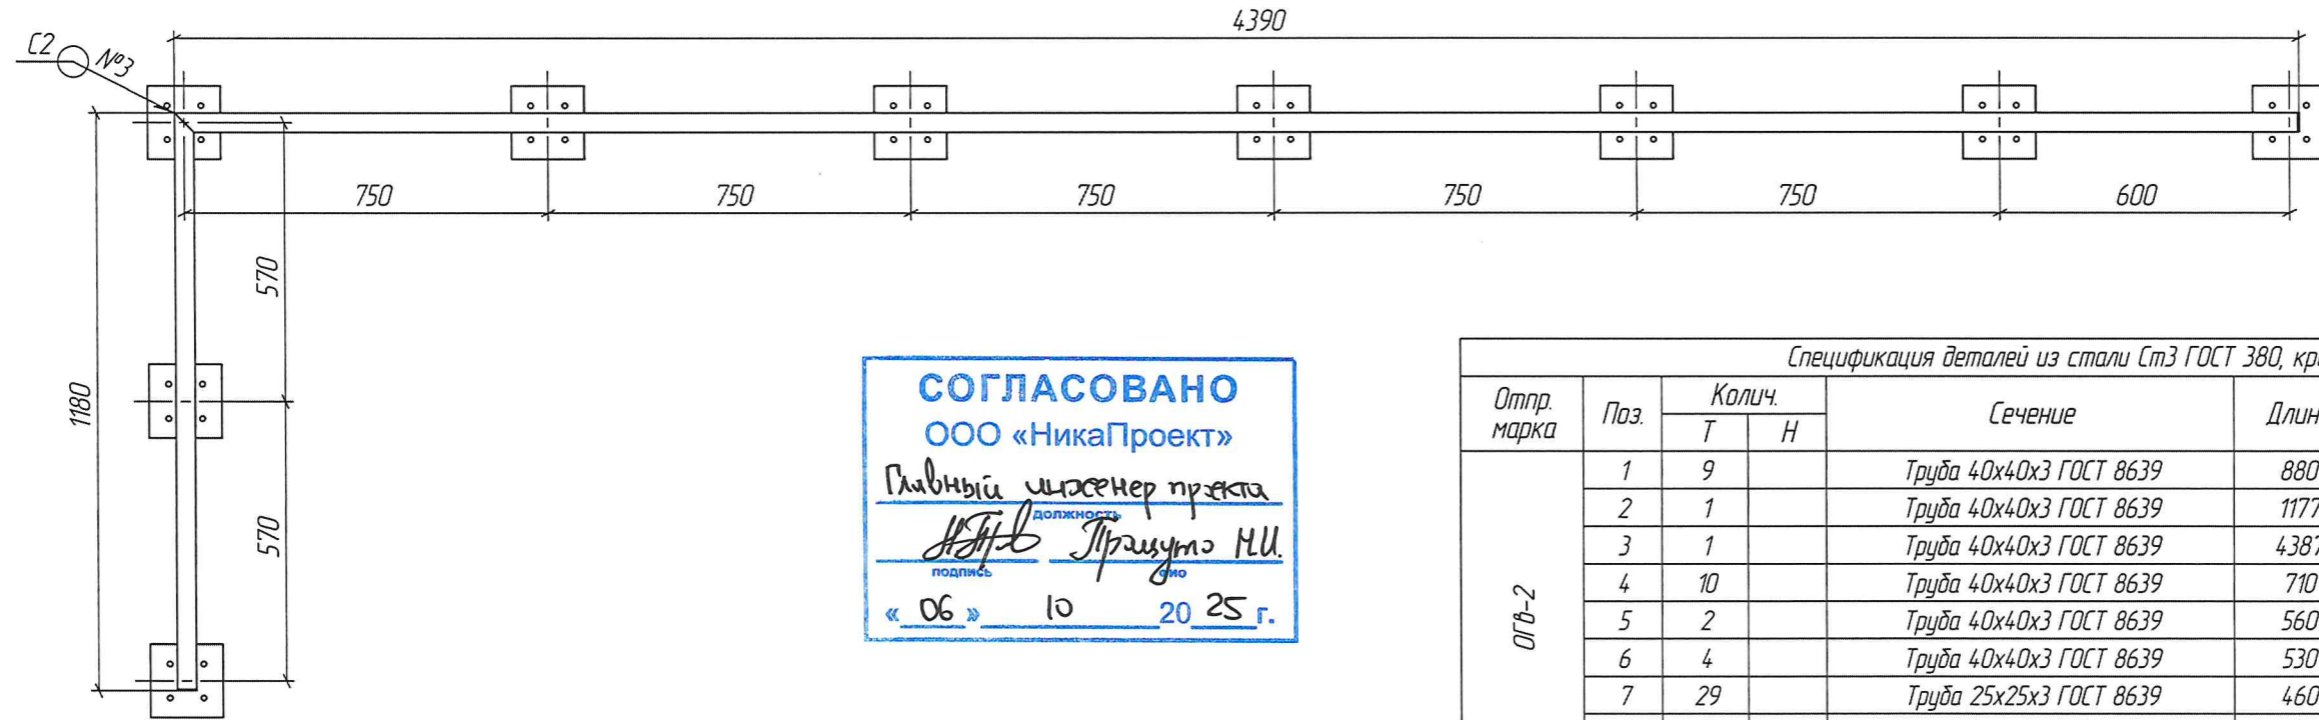 4390
С2
№3
750
750
750
750
750
600
570
570
1180
СОГЛАСОВАНО
ООО «НикаПроект»
Главный инженер проекта
должность
подпись
фио
« 06 » 10 20 25 г.
Спецификация деталей из стали Ст3 ГОСТ 380,
Отпр. марка Поз. Колич. Сечение
Т Н
ОГв-2
1 9 Труба 40х40х3 ГОСТ 8639 880
2 1 Труба 40х40х3 ГОСТ 8639 1177
3 1 Труба 40х40х3 ГОСТ 8639 4387
4 10 Труба 40х40х3 ГОСТ 8639 710
5 2 Труба 40х40х3 ГОСТ 8639 560
6 4 Труба 40х40х3 ГОСТ 8639 530
7 29 Труба 25х25х3 ГОСТ 8639 460